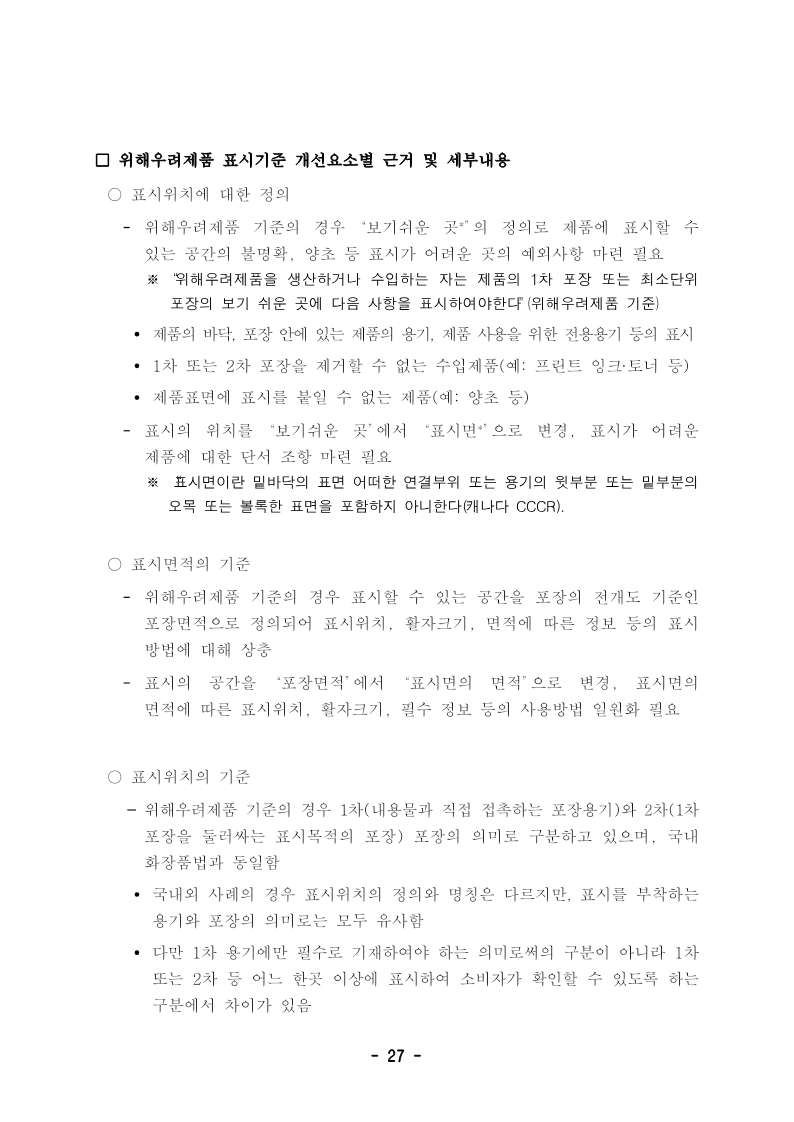 □ 위해우려제품 표시기준 개선요소별 근거 및 세부내용
○ 표시위치에 대한 정의
- 위해우려제품 기준의 경우 “보기쉬운 곳*”의 정의로 제품에 표시할 수
있는 공간의 불명확, 양초 등 표시가 어려운 곳의 예외사항 마련 필요
※ “위해우려제품을 생산하거나 수입하는 자는 제품의 1차 포장 또는 최소단위
포장의 보기 쉬운 곳에 다음 사항을 표시하여야한다”(위해우려제품 기준)
• 제품의 바닥, 포장 안에 있는 제품의 용기, 제품 사용을 위한 전용용기 등의 표시
• 1차 또는 2차 포장을 제거할 수 없는 수입제품(예: 프린트 잉크·토너 등)
• 제품표면에 표시를 붙일 수 없는 제품(예: 양초 등)
- 표시의 위치를 “보기쉬운 곳”에서 “표시면*”으로 변경, 표시가 어려운
제품에 대한 단서 조항 마련 필요
※ 표시면이란 밑바닥의 표면 어떠한 연결부위 또는 용기의 윗부분 또는 밑부분의
오목 또는 볼록한 표면을 포함하지 아니한다(캐나다 CCCR).
○ 표시면적의 기준
- 위해우려제품 기준의 경우 표시할 수 있는 공간을 포장의 전개도 기준인
포장면적으로 정의되어 표시위치, 활자크기, 면적에 따른 정보 등의 표시
방법에 대해 상충
- 표시의 공간을 “포장면적”에서 “표시면의 면적”으로 변경, 표시면의
면적에 따른 표시위치, 활자크기, 필수 정보 등의 사용방법 일원화 필요
○ 표시위치의 기준
- 위해우려제품 기준의 경우 1차(내용물과 직접 접촉하는 포장용기)와 2차(1차
포장을 둘러싸는 표시목적의 포장) 포장의 의미로 구분하고 있으며, 국내
화장품법과 동일함
• 국내외 사례의 경우 표시위치의 정의와 명칭은 다르지만, 표시를 부착하는
용기와 포장의 의미로는 모두 유사함
• 다만 1차 용기에만 필수로 기재하여야 하는 의미로써의 구분이 아니라 1차
또는 2차 등 어느 한곳 이상에 표시하여 소비자가 확인할 수 있도록 하는
구분에서 차이가 있음
- 27 -